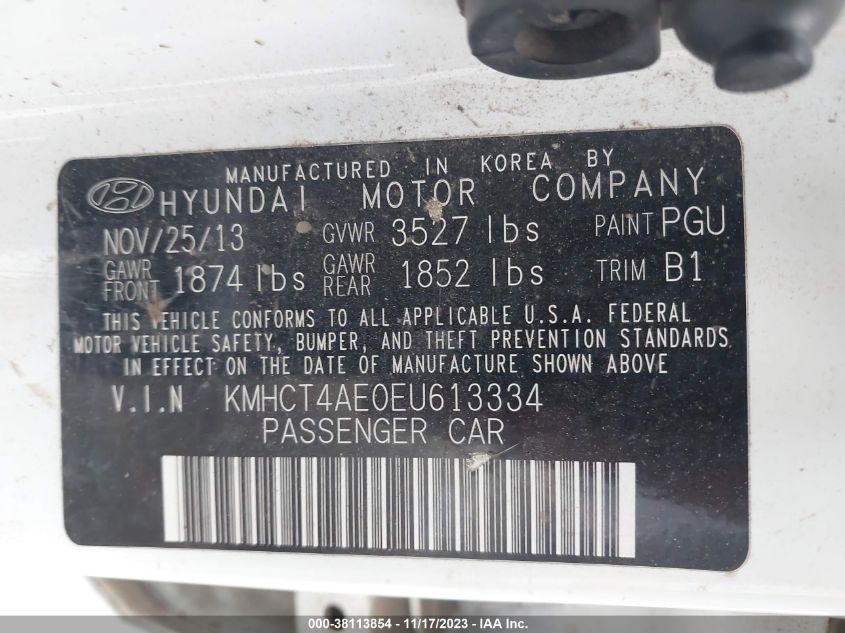 MANUFACTURED IN KOREA BY
HYUNDAI MOTOR COMPANY
NOV/25/13 GVWR 3527 lbs PAINT PGU
GAWR FRONT 1874 lbs GAWR REAR 1852 lbs TRIM B1
THIS VEHICLE CONFORMS TO ALL APPLICABLE U.S.A. FEDERAL
MOTOR VEHICLE SAFETY, BUMPER, AND THEFT PREVENTION STANDARDS
IN EFFECT ON THE DATE OF MANUFACTURE SHOWN ABOVE
V.I.N KMHCT4AE0EU613334
PASSENGER CAR
000-38113854 - 11/17/2023 - IAAI.COM